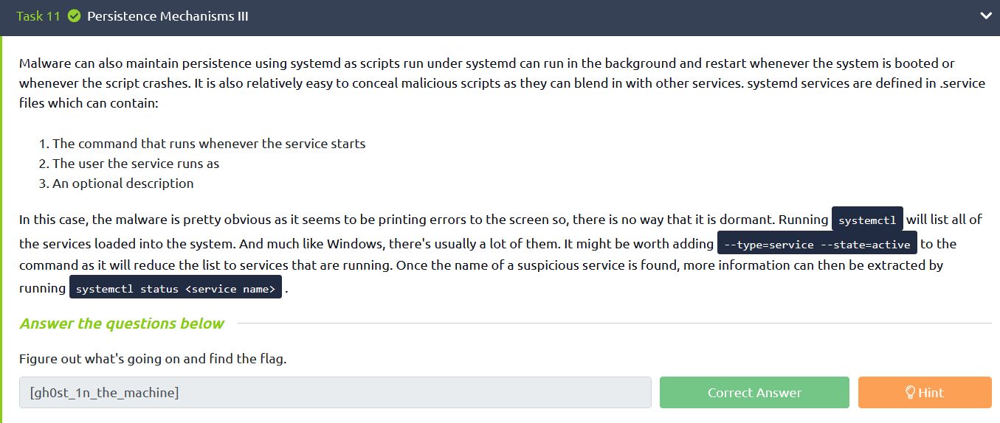 Task 11 Persistence Mechanisms III
Malware can also maintain persistence using systemd as scripts run under systemd can run in the background and restart whenever the system is booted or
whenever the script crashes. It is also relatively easy to conceal malicious scripts as they can blend in with other services. systemd services are defined in .service
files which can contain:
1. The command that runs whenever the service starts
2. The user the service runs as
3. An optional description
In this case, the malware is pretty obvious as it seems to be printing errors to the screen so, there is no way that it is dormant. Running systemctl will list all of
the services loaded into the system. And much like Windows, there's usually a lot of them. It might be worth adding --type=service --state=active to the
command as it will reduce the list to services that are running. Once the name of a suspicious service is found, more information can then be extracted by
running systemctl status <service name> .
Answer the questions below
Figure out what's going on and find the flag.
[gh0st_1n_the_machine] Correct Answer Hint